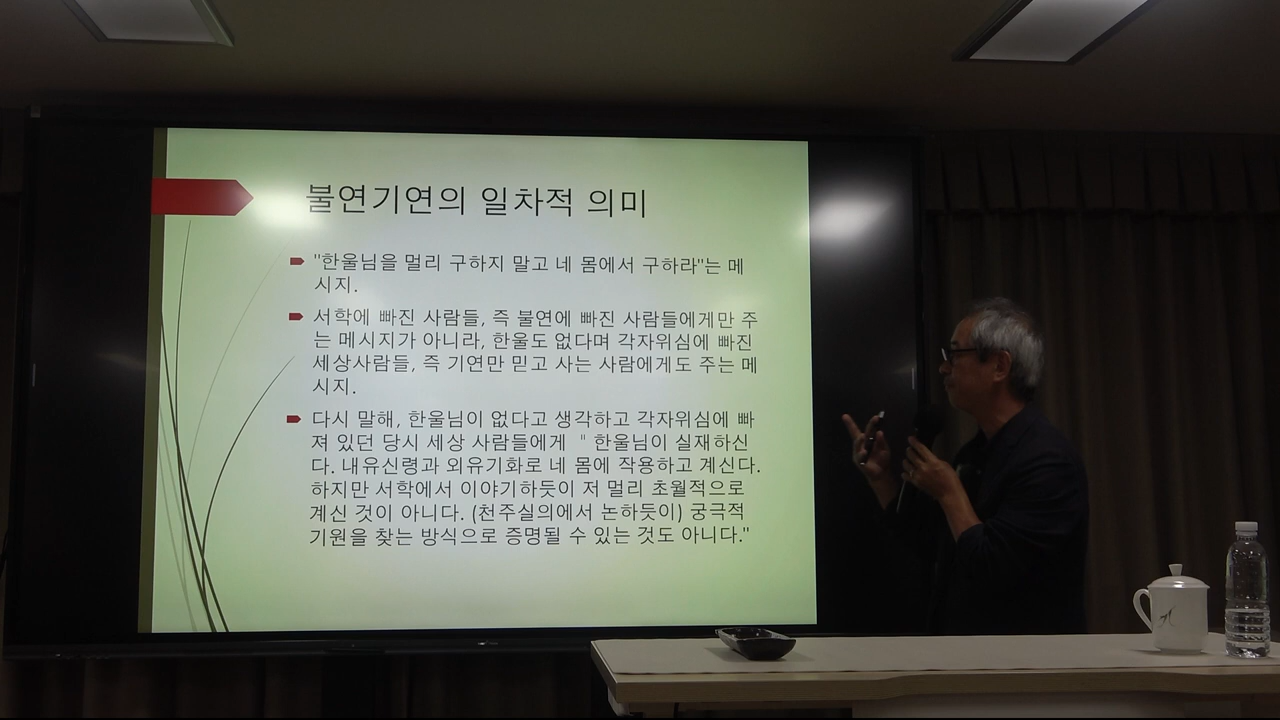 불연기연의 일차적 의미
"한울님을 멀리 구하지 말고 네 몸에서 구하라"는 메
시지.
서학에 빠진 사람들, 즉 불연에 빠진 사람들에게만 주
는 메시지가 아니라, 한울도 없다며 각자위심에 빠진
세상사람들, 즉 기연만 믿고 사는 사람에게도 주는 메
시지.
다시 말해, 한울님이 없다고 생각하고 각자위심에 빠
져 있던 당시 세상 사람들에게 " 한울님이 실재하신
다. 내유신령과 외유기화로 네 몸에 작용하고 계신다.
하지만 서학에서 이야기하듯이 저 멀리 초월적으로
계신 것이 아니다. (천주실의에서 논하듯이) 궁극적
기원을 찾는 방식으로 증명될 수 있는 것도 아니다."